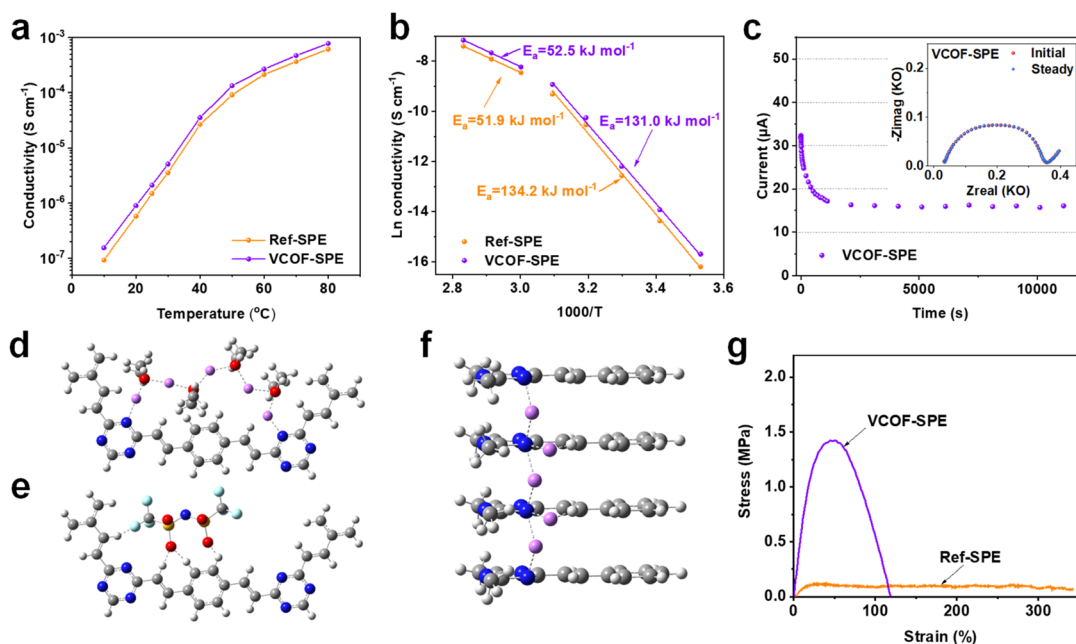 a
10⁻³
10⁻⁴
10⁻⁵
10⁻⁶
10⁻⁷
Conductivity (S cm⁻¹)
Ref-SPE
VCOF-SPE
0 20 40 60 80
Temperature (°C)
b
-8
-10
-12
-14
-16
Ln conductivity (S cm⁻¹)
Eₐ=52.5 kJ mol⁻¹
Eₐ=51.9 kJ mol⁻¹
Eₐ=131.0 kJ mol⁻¹
Eₐ=134.2 kJ mol⁻¹
Ref-SPE
VCOF-SPE
2.8 3.0 3.2 3.4 3.6
1000/T
c
50
40
30
20
10
0
Current (μA)
VCOF-SPE
Initial
Steady
0.2
0.1
0.0
-Zimag (KO)
0.0 0.2 0.4
Zreal (KO)
VCOF-SPE
0 5000 10000
Time (s)
d
e
f
g
2.0
1.5
1.0
0.5
0.0
Stress (MPa)
VCOF-SPE
Ref-SPE
0 100 200 300
Strain (%)